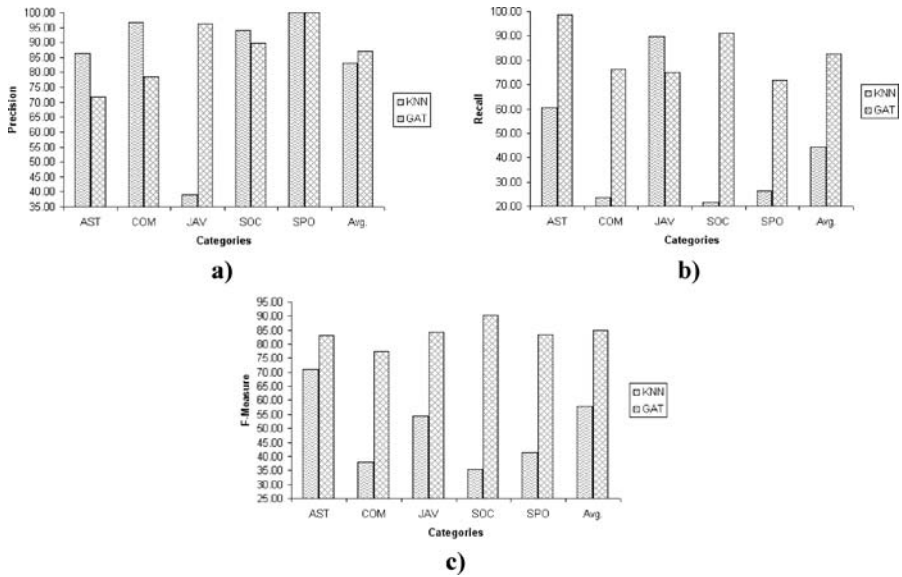 100.00
95.00
90.00
85.00
80.00
75.00
70.00
65.00
60.00
55.00
50.00
45.00
40.00
35.00
Precision
AST COM JAV SOC SPO Avg.
Categories
KNN
GAT
a)
100.00
90.00
80.00
70.00
60.00
50.00
40.00
30.00
20.00
Recall
AST COM JAV SOC SPO Avg.
Categories
KNN
GAT
b)
95.00
90.00
85.00
80.00
75.00
70.00
65.00
60.00
55.00
50.00
45.00
40.00
35.00
30.00
25.00
F-Measure
AST COM JAV SOC SPO Avg.
Categories
KNN
GAT
c)